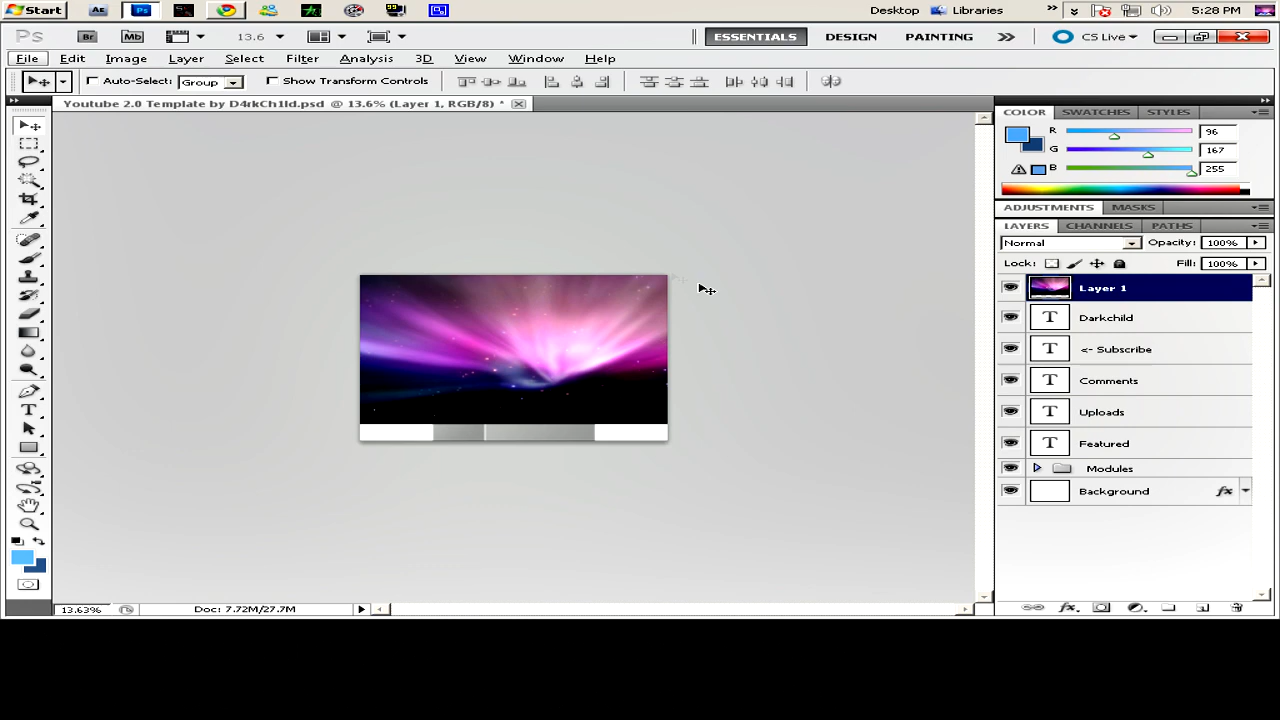 Start
Desktop
Libraries
»
5:28 PM
Ps
Br
Mb
13.6
ESSENTIALS
DESIGN
PAINTING
CS Live
File
Edit
Image
Layer
Select
Filter
Analysis
3D
View
Window
Help
Auto-Select:
Group
Show Transform Controls
Youtube 2.0 Template by D4rkCh1ld.psd @ 13.6% (Layer 1, RGB/8) *
COLOR
SWATCHES
STYLES
R
96
G
167
B
255
ADJUSTMENTS
MASKS
LAYERS
CHANNELS
PATHS
Normal
Opacity: 100%
Lock:
Fill: 100%
Layer 1
T Darkchild
T <- Subscribe
T Comments
T Uploads
T Featured
Modules
Background
fx
13.63%
Doc: 7.72M/27.7M
fx.